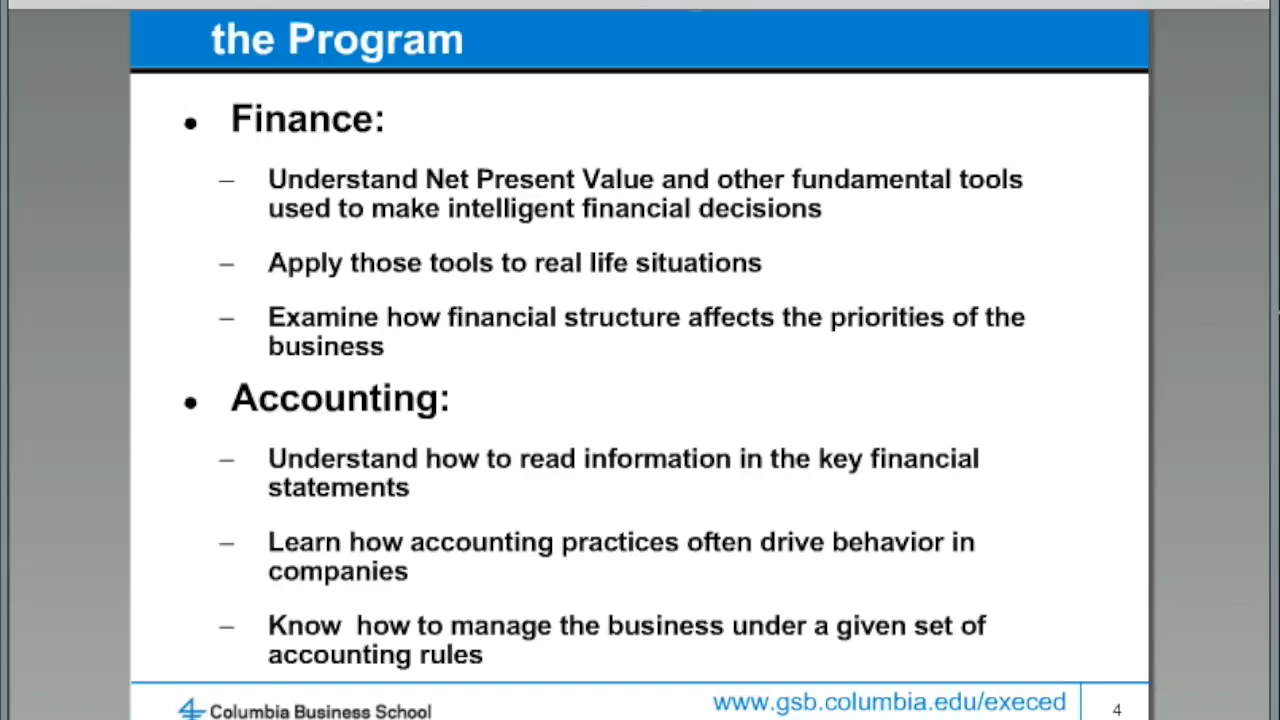 the Program
• Finance:
– Understand Net Present Value and other fundamental tools
used to make intelligent financial decisions
– Apply those tools to real life situations
– Examine how financial structure affects the priorities of the
business
• Accounting:
– Understand how to read information in the key financial
statements
– Learn how accounting practices often drive behavior in
companies
– Know  how to manage the business under a given set of
accounting rules
Columbia Business School
www.gsb.columbia.edu/execed
4